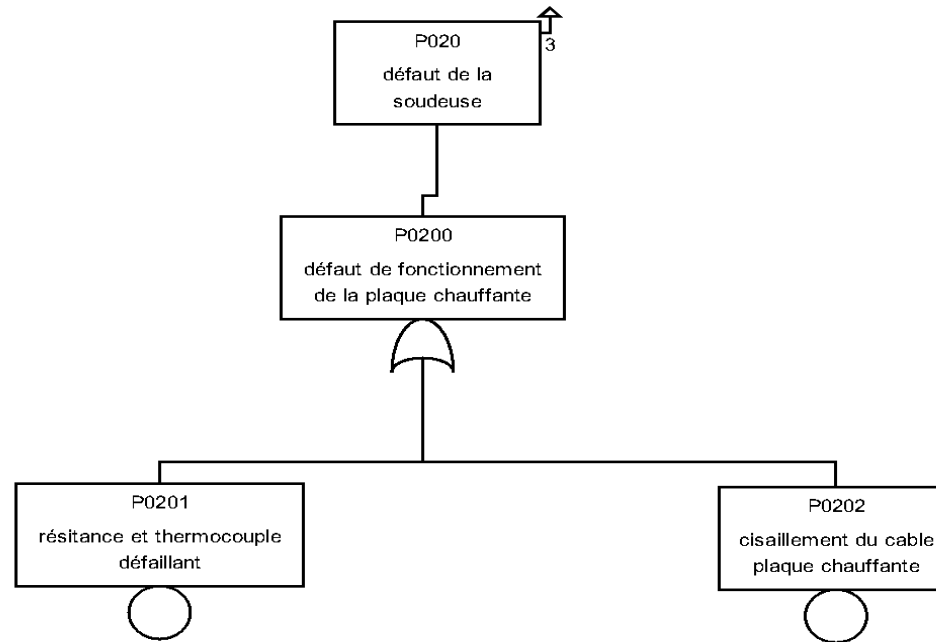 P020
3
défaut de la
soudeuse
P0200
défaut de fonctionnement
de la plaque chauffante
P0201
résitance et thermocouple
défaillant
P0202
cisaillement du cable
plaque chauffante